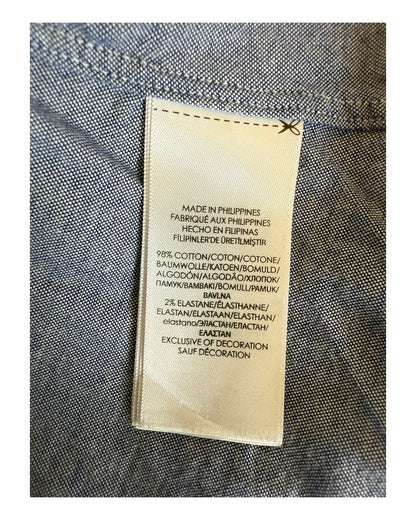 MADE IN PHILIPPINES
FABRIQUÉ AUX PHILIPPINES
HECHO EN FILIPINAS
FİLİPİNLER'DE ÜRETİLMİŞTİR
98% COTTON/COTON/COTONE/
BAUMWOLLE/KATOEN/BOMULD/
ALGODÓN/ALGODÃO/ХЛОПОК/
ПАМУК/ΒΑΜΒΑΚΙ/BOMULL/PAMUK/
BAVLNA
2% ELASTANE/ÉLASTHANNE/
ELASTAN/ELASTAAN/ELASTHAN/
elastano/ЭЛАСТАН/ЕЛАСТАН/
ΕΛΑΣΤΑΝ
EXCLUSIVE OF DECORATION
SAUF DÉCORATION